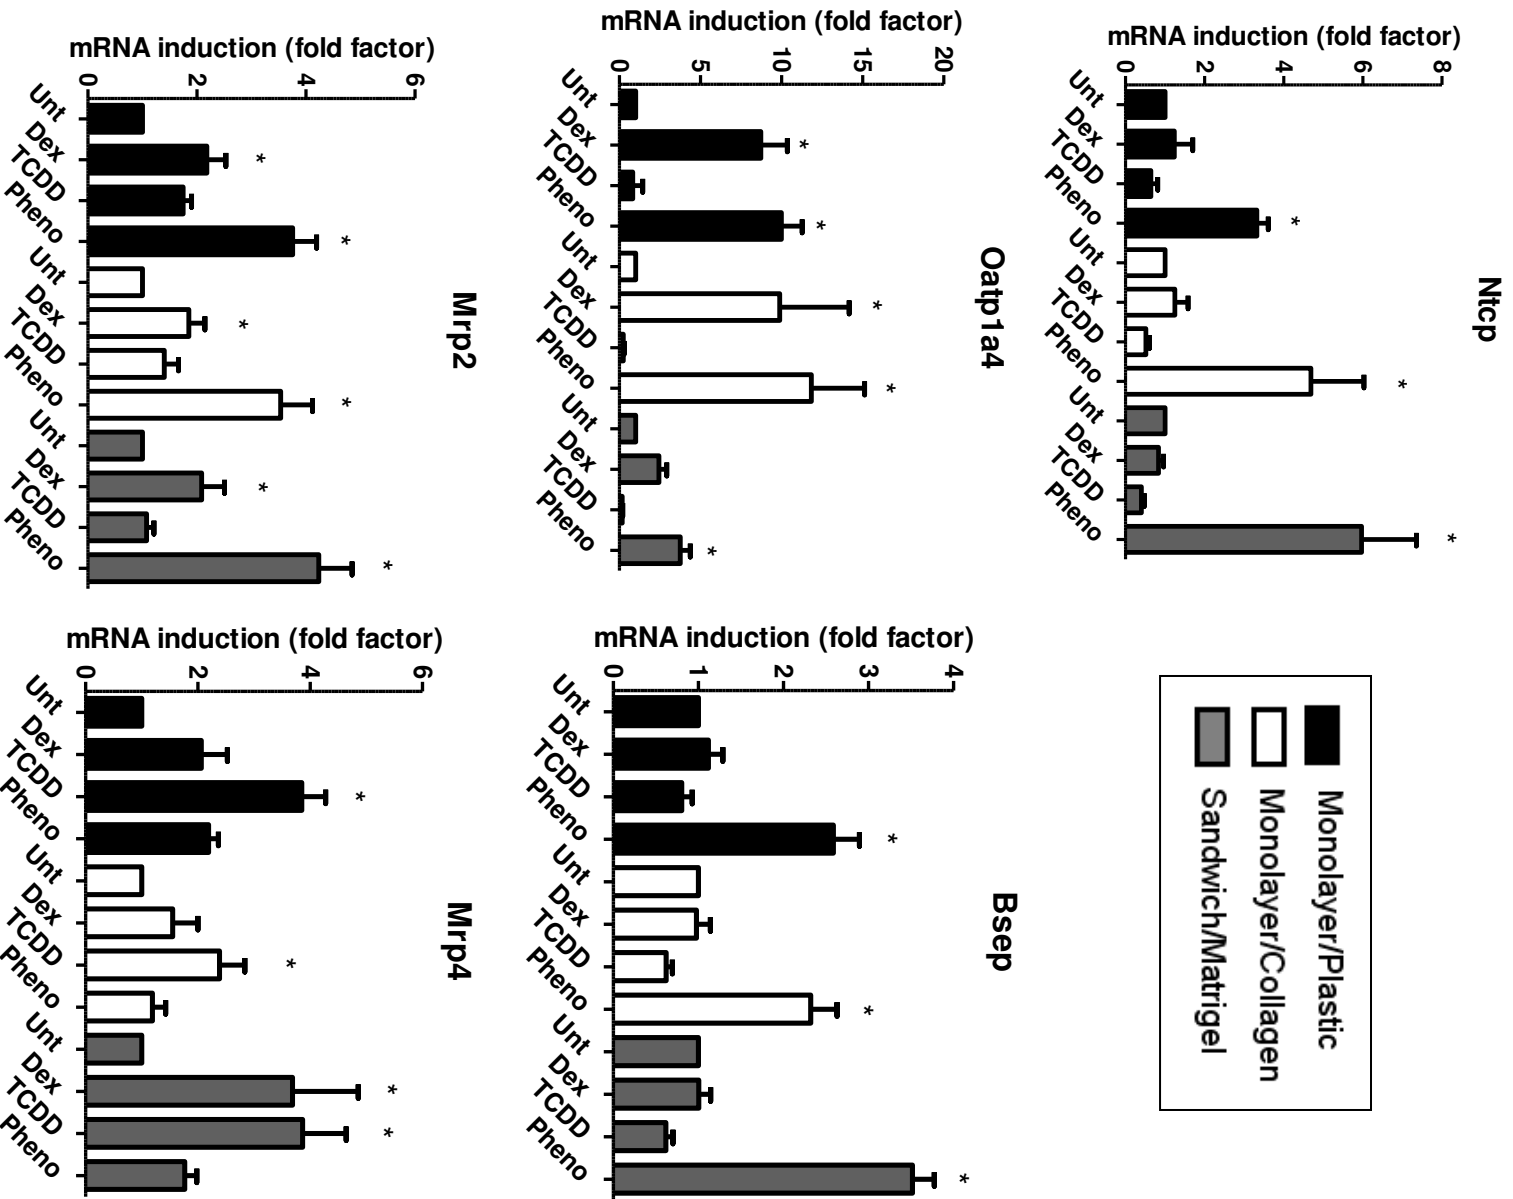 Ntcp
mRNA induction (fold factor)
0 2 4 6 8
Unt Dex TCDD Pheno Unt Dex TCDD Pheno Unt Dex TCDD Pheno
* * *
Monolayer/Plastic
Monolayer/Collagen
Sandwich/Matrigel
Oatp1a4
mRNA induction (fold factor)
0 5 10 15 20
Unt Dex TCDD Pheno Unt Dex TCDD Pheno Unt Dex TCDD Pheno
* * * * *
Bsep
mRNA induction (fold factor)
0 1 2 3 4
Unt Dex TCDD Pheno Unt Dex TCDD Pheno Unt Dex TCDD Pheno
* * *
Mrp2
mRNA induction (fold factor)
0 2 4 6
Unt Dex TCDD Pheno Unt Dex TCDD Pheno Unt Dex TCDD Pheno
* * * * * *
Mrp4
mRNA induction (fold factor)
0 2 4 6
Unt Dex TCDD Pheno Unt Dex TCDD Pheno Unt Dex TCDD Pheno
* * * *